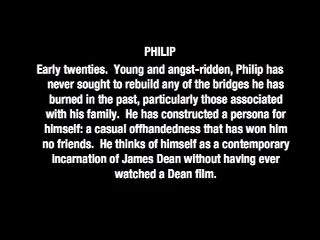 PHILIP
Early twenties. Young and angst-ridden, Philip has
never sought to rebuild any of the bridges he has
burned in the past, particularly those associated
with his family. He has constructed a persona for
himself: a casual offhandedness that has won him
no friends. He thinks of himself as a contemporary
incarnation of James Dean without having ever
watched a Dean film.